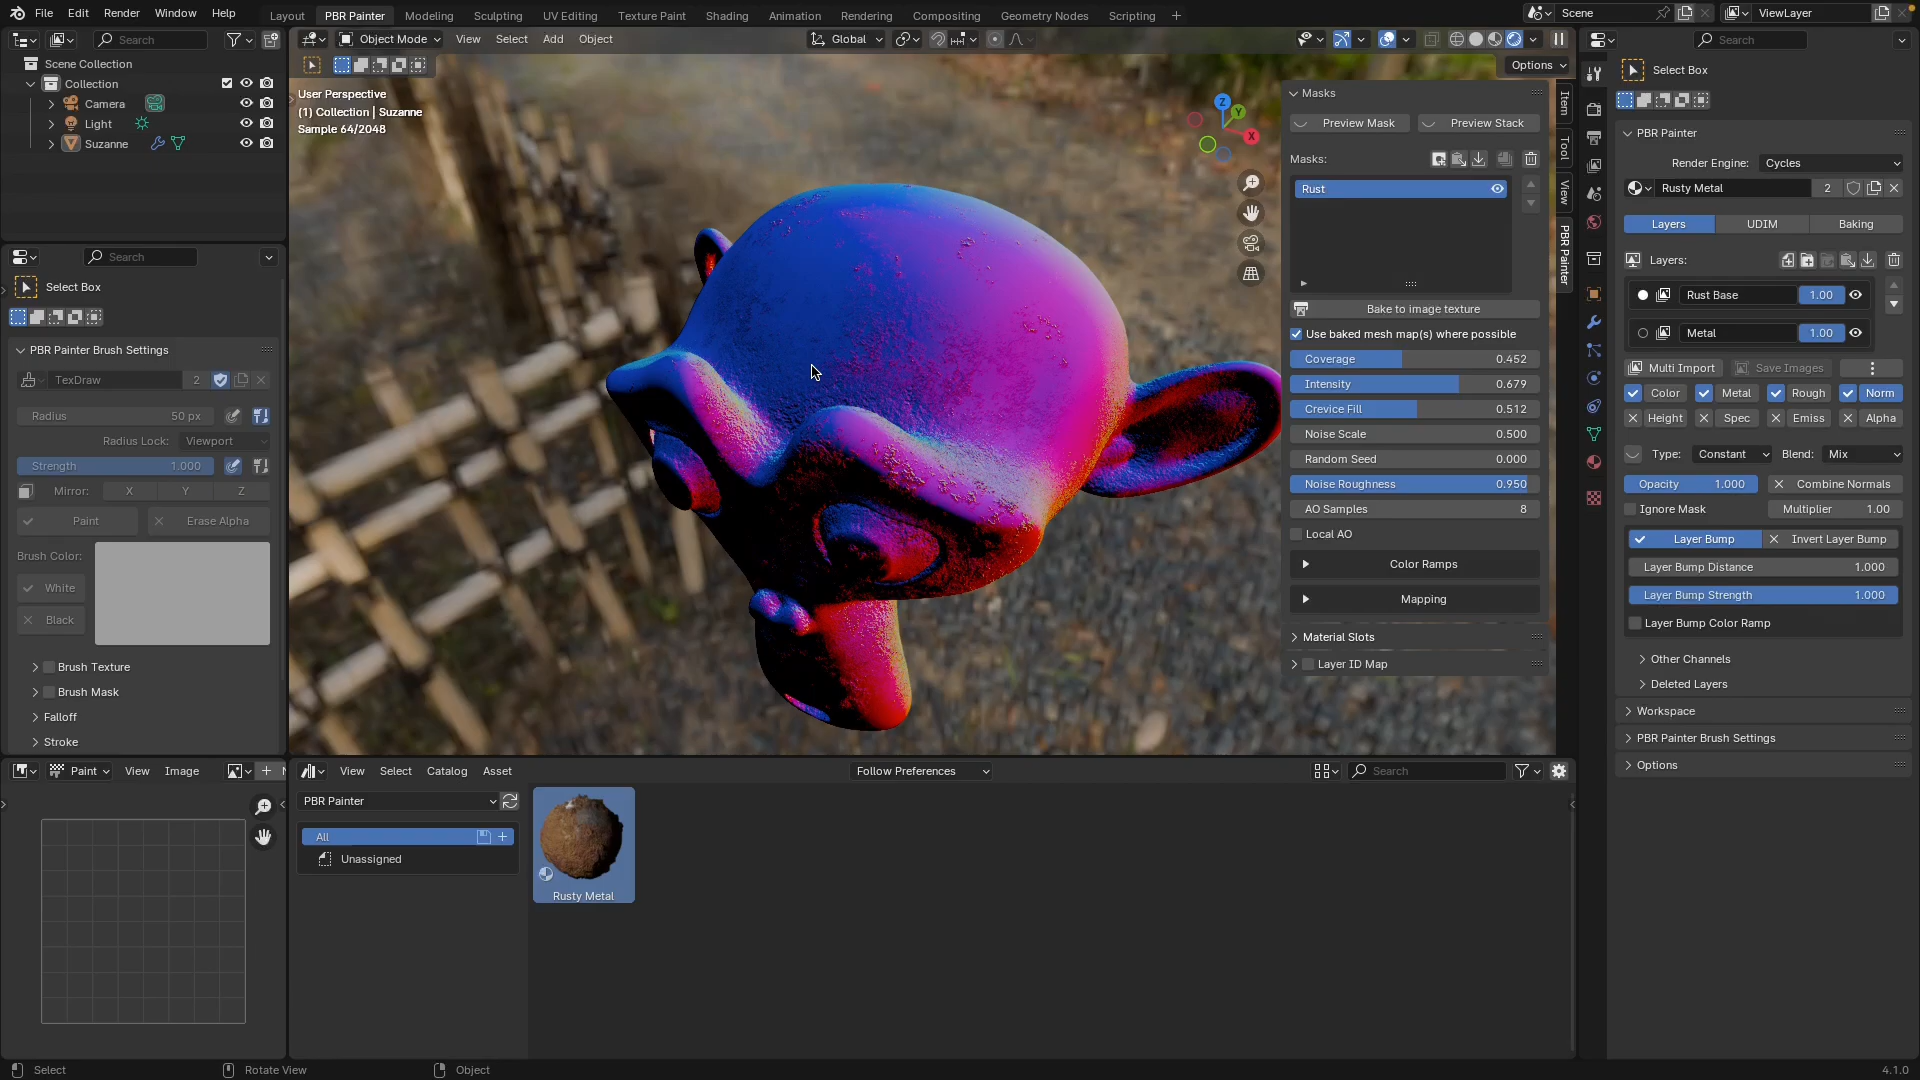 File Edit Render Window Help Layout PBR Painter Modeling Sculpting UV Editing Texture Paint Shading Animation Rendering Compositing Geometry Nodes Scripting + Scene ViewLayer
Search
Scene Collection
Collection
Camera
Light
Suzanne
Search
Select Box
PBR Painter Brush Settings
TexDraw 2
Radius 50 px
Radius Lock: Viewport
Strength 1.000
Mirror: X Y Z
Paint Erase Alpha
Brush Color:
White
Black
Brush Texture
Brush Mask
Falloff
Stroke
Paint View Image
Object Mode View Select Add Object Global
Options
User Perspective
(1) Collection | Suzanne
Sample 64/2048
Z
Y
X
Masks
Preview Mask Preview Stack
Masks:
Rust
Bake to image texture
Use baked mesh map(s) where possible
Coverage 0.452
Intensity 0.679
Crevice Fill 0.512
Noise Scale 0.500
Random Seed 0.000
Noise Roughness 0.950
AO Samples 8
Local AO
Color Ramps
Mapping
Material Slots
Layer ID Map
Item
Tool
View
PBR Painter
View Select Catalog Asset Follow Preferences Search
PBR Painter
All
Unassigned
Rusty Metal
Search
Select Box
PBR Painter
Render Engine: Cycles
Rusty Metal 2
Layers UDIM Baking
Layers:
Rust Base 1.00
Metal 1.00
Multi Import Save Images
Color Metal Rough Norm
Height Spec Emiss Alpha
Type: Constant Blend: Mix
Opacity 1.000 Combine Normals
Ignore Mask Multiplier 1.00
Layer Bump Invert Layer Bump
Layer Bump Distance 1.000
Layer Bump Strength 1.000
Layer Bump Color Ramp
Other Channels
Deleted Layers
Workspace
PBR Painter Brush Settings
Options
Select Rotate View Object 4.1.0